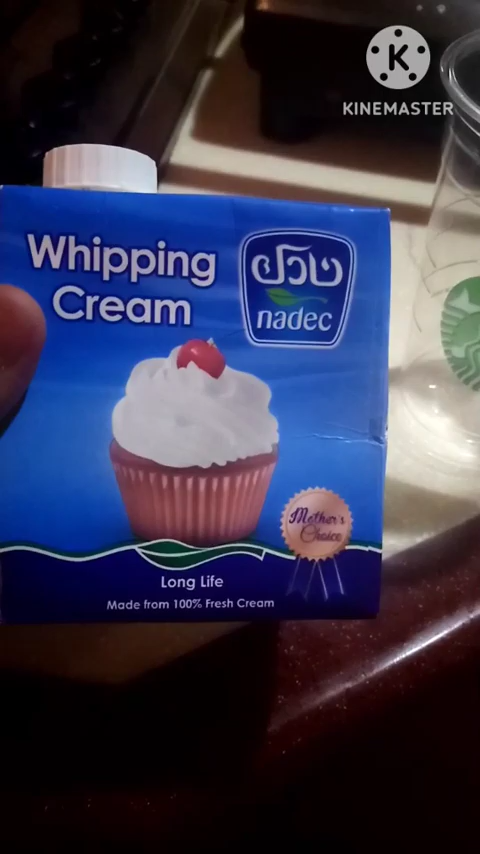 KINEMASTER
Whipping
Cream
نادك
nadec
Mother's
Choice
Long Life
Made from 100% Fresh Cream